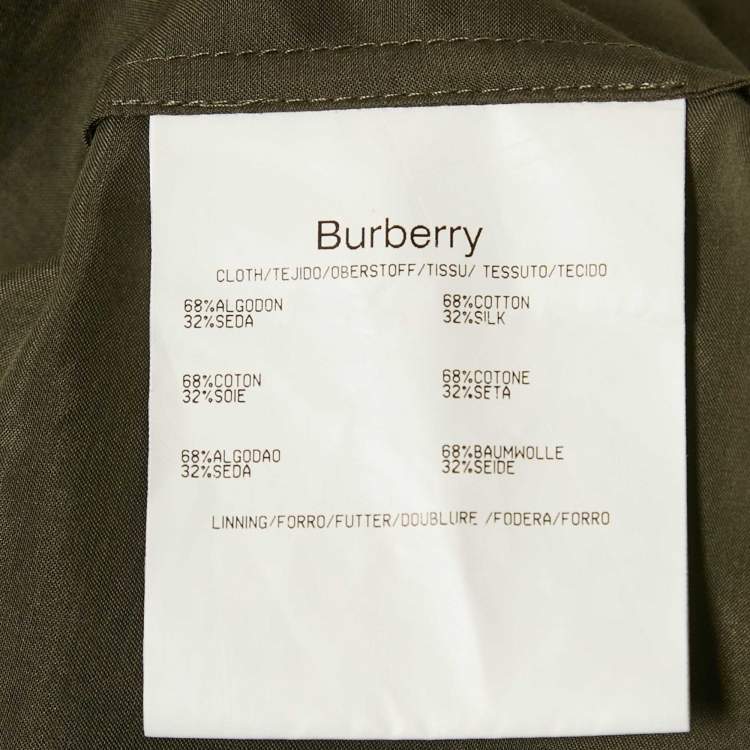 Burberry
CLOTH/TEJIDO/OBERSTOFF/TISSU/ TESSUTO/TECIDO
68%ALGODON
32%SEDA
68%COTTON
32%SILK
68%COTON
32%SOIE
68%COTONE
32%SETA
68%ALGODAO
32%SEDA
68%BAUMWOLLE
32%SEIDE
LINNING/FORRO/FUTTER/DOUBLURE /FODERA/FORRO